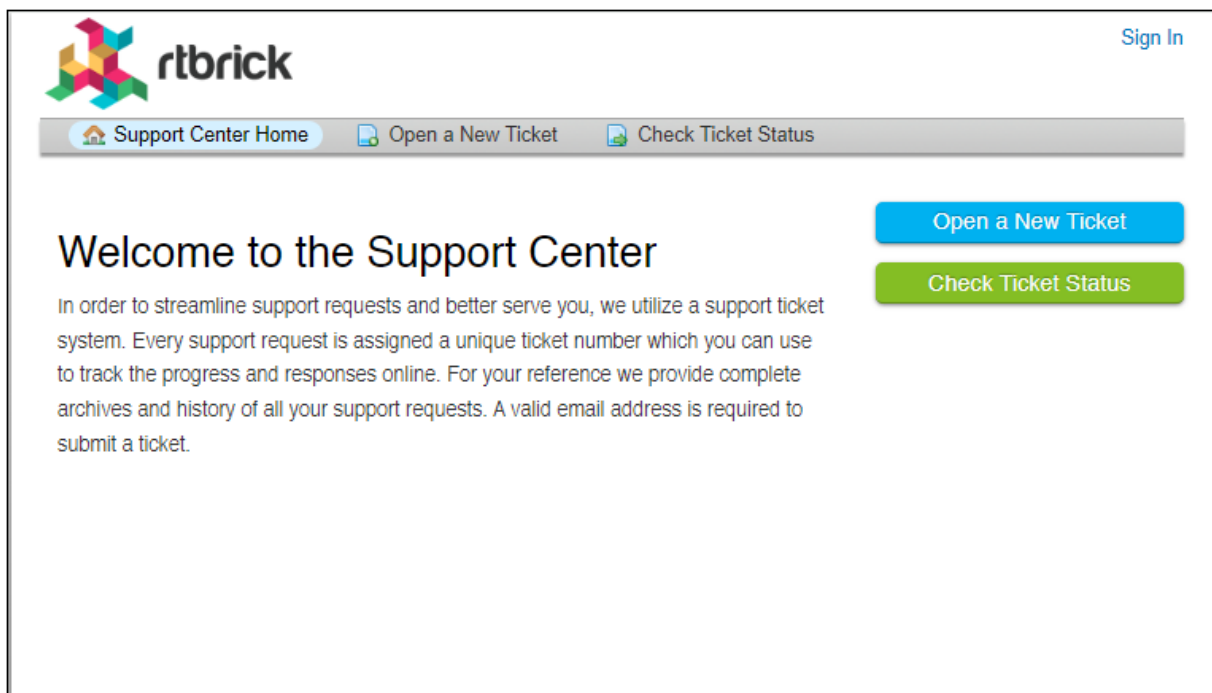 rtbrick
Sign In
Support Center Home
Open a New Ticket
Check Ticket Status
Open a New Ticket
Check Ticket Status
Welcome to the Support Center
In order to streamline support requests and better serve you, we utilize a support ticket
system. Every support request is assigned a unique ticket number which you can use
to track the progress and responses online. For your reference we provide complete
archives and history of all your support requests. A valid email address is required to
submit a ticket.